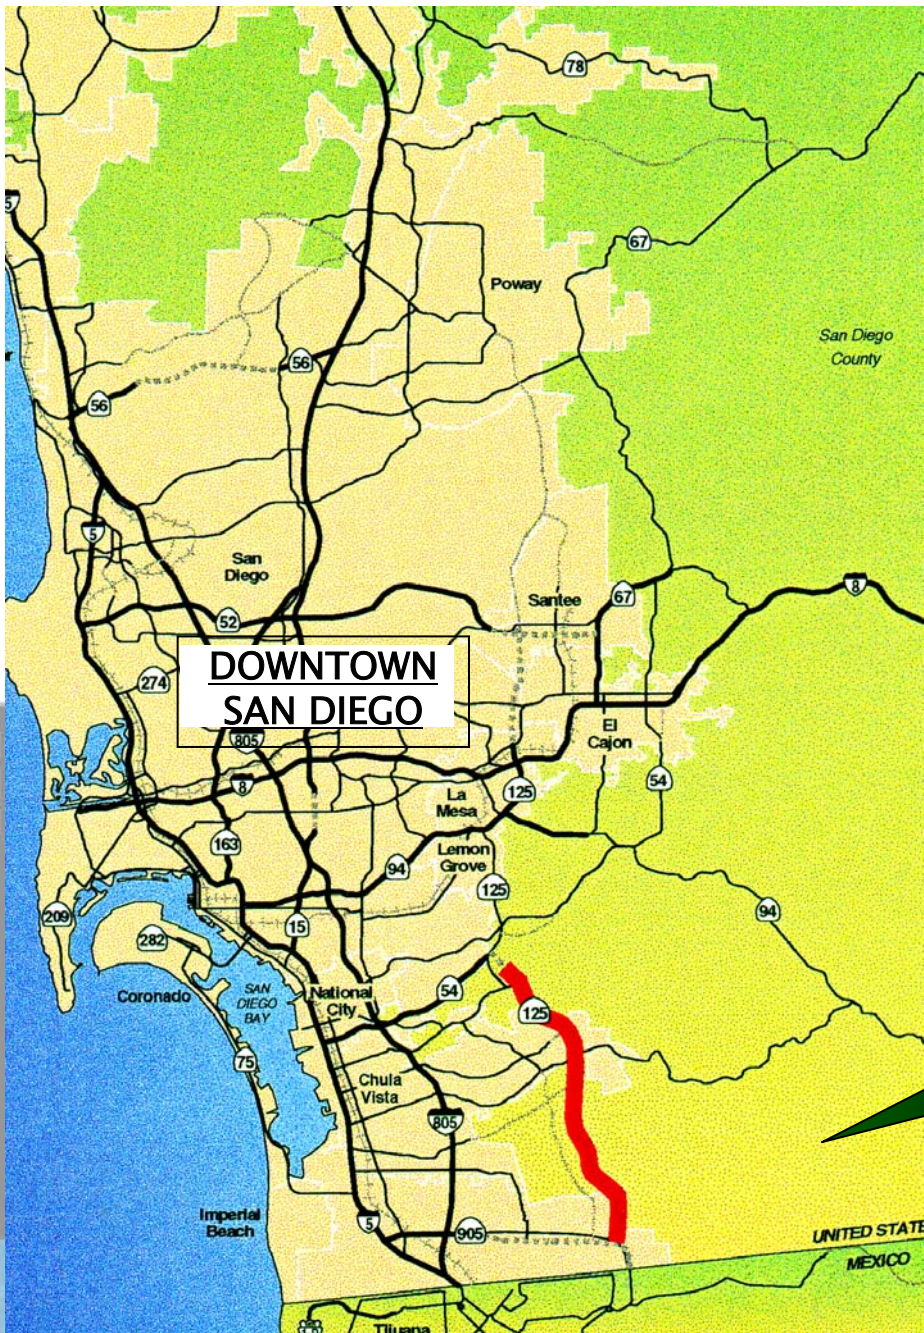 78
5
67
Poway
San Diego
County
56
56
5
San
Diego
Santee
67
8
52
DOWNTOWN
SAN DIEGO
274
805
El
Cajon
8
125
54
La
Mesa
163
Lemon
Grove
94
125
209
94
15
282
Coronado
SAN
DIEGO
BAY
National
City
54
125
75
Chula
Vista
805
Imperial
Beach
5
905
UNITED STATE
MEXICO
Tijuana